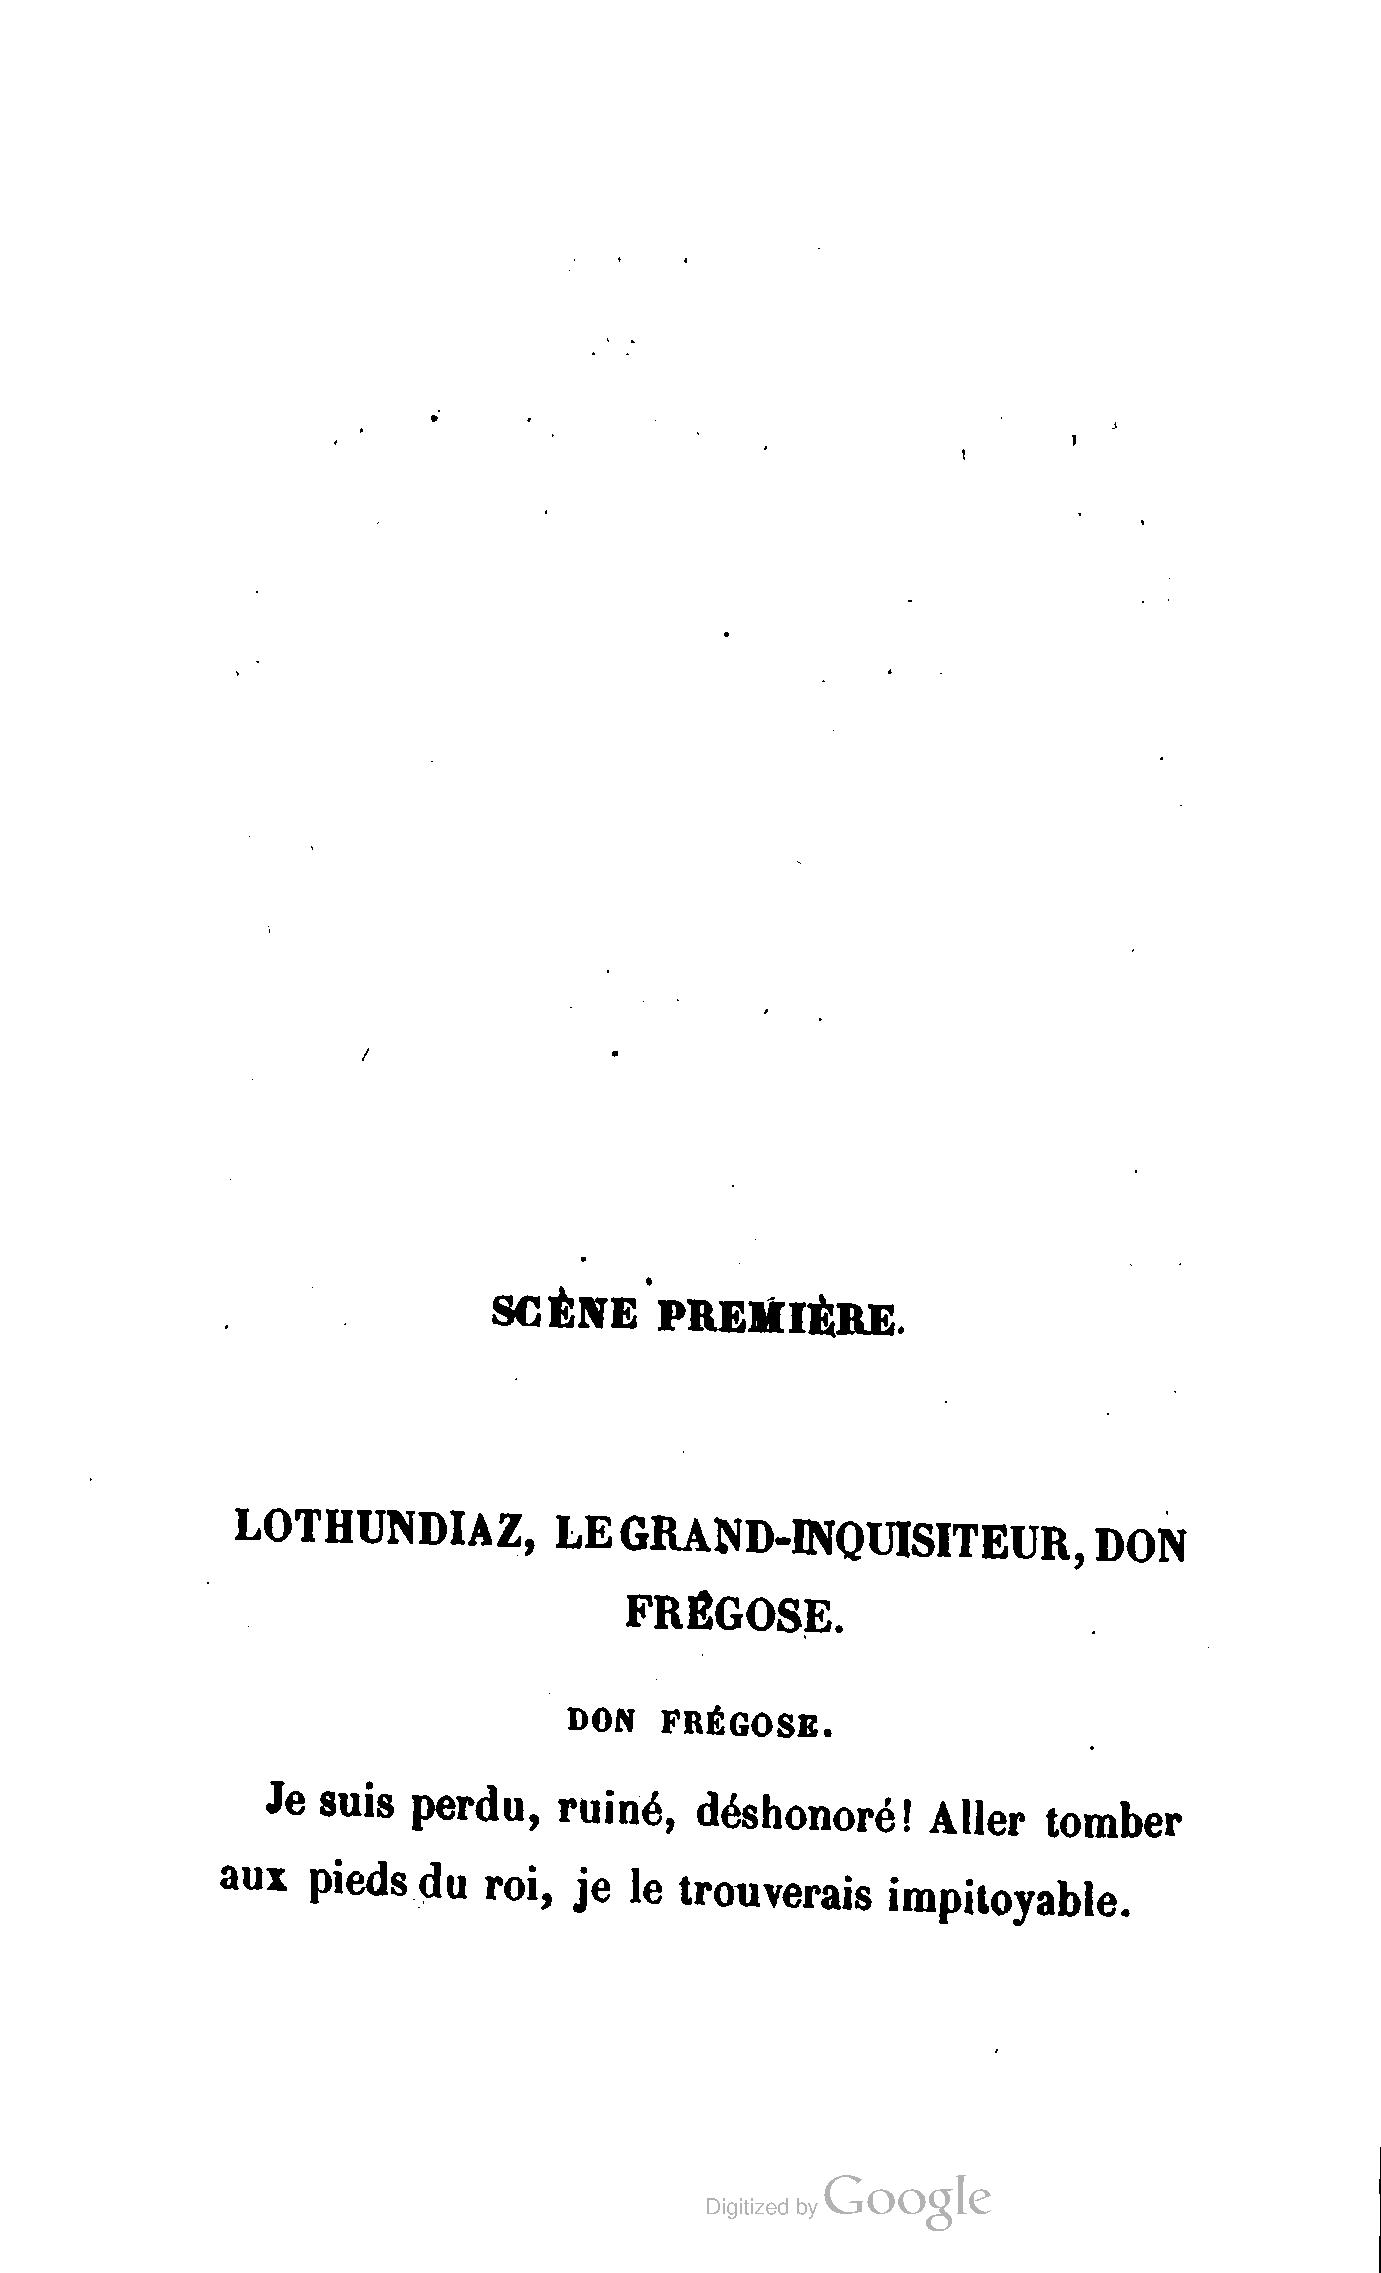 SCÈNE PREMIÈRE.
LOTHUNDIAZ, LE GRAND-INQUISITEUR, DON
FRÉGOSE.
DON FRÉGOSE.
Je suis perdu, ruiné, déshonoré! Aller tomber
aux pieds du roi, je le trouverais impitoyable.
Digitized by Google